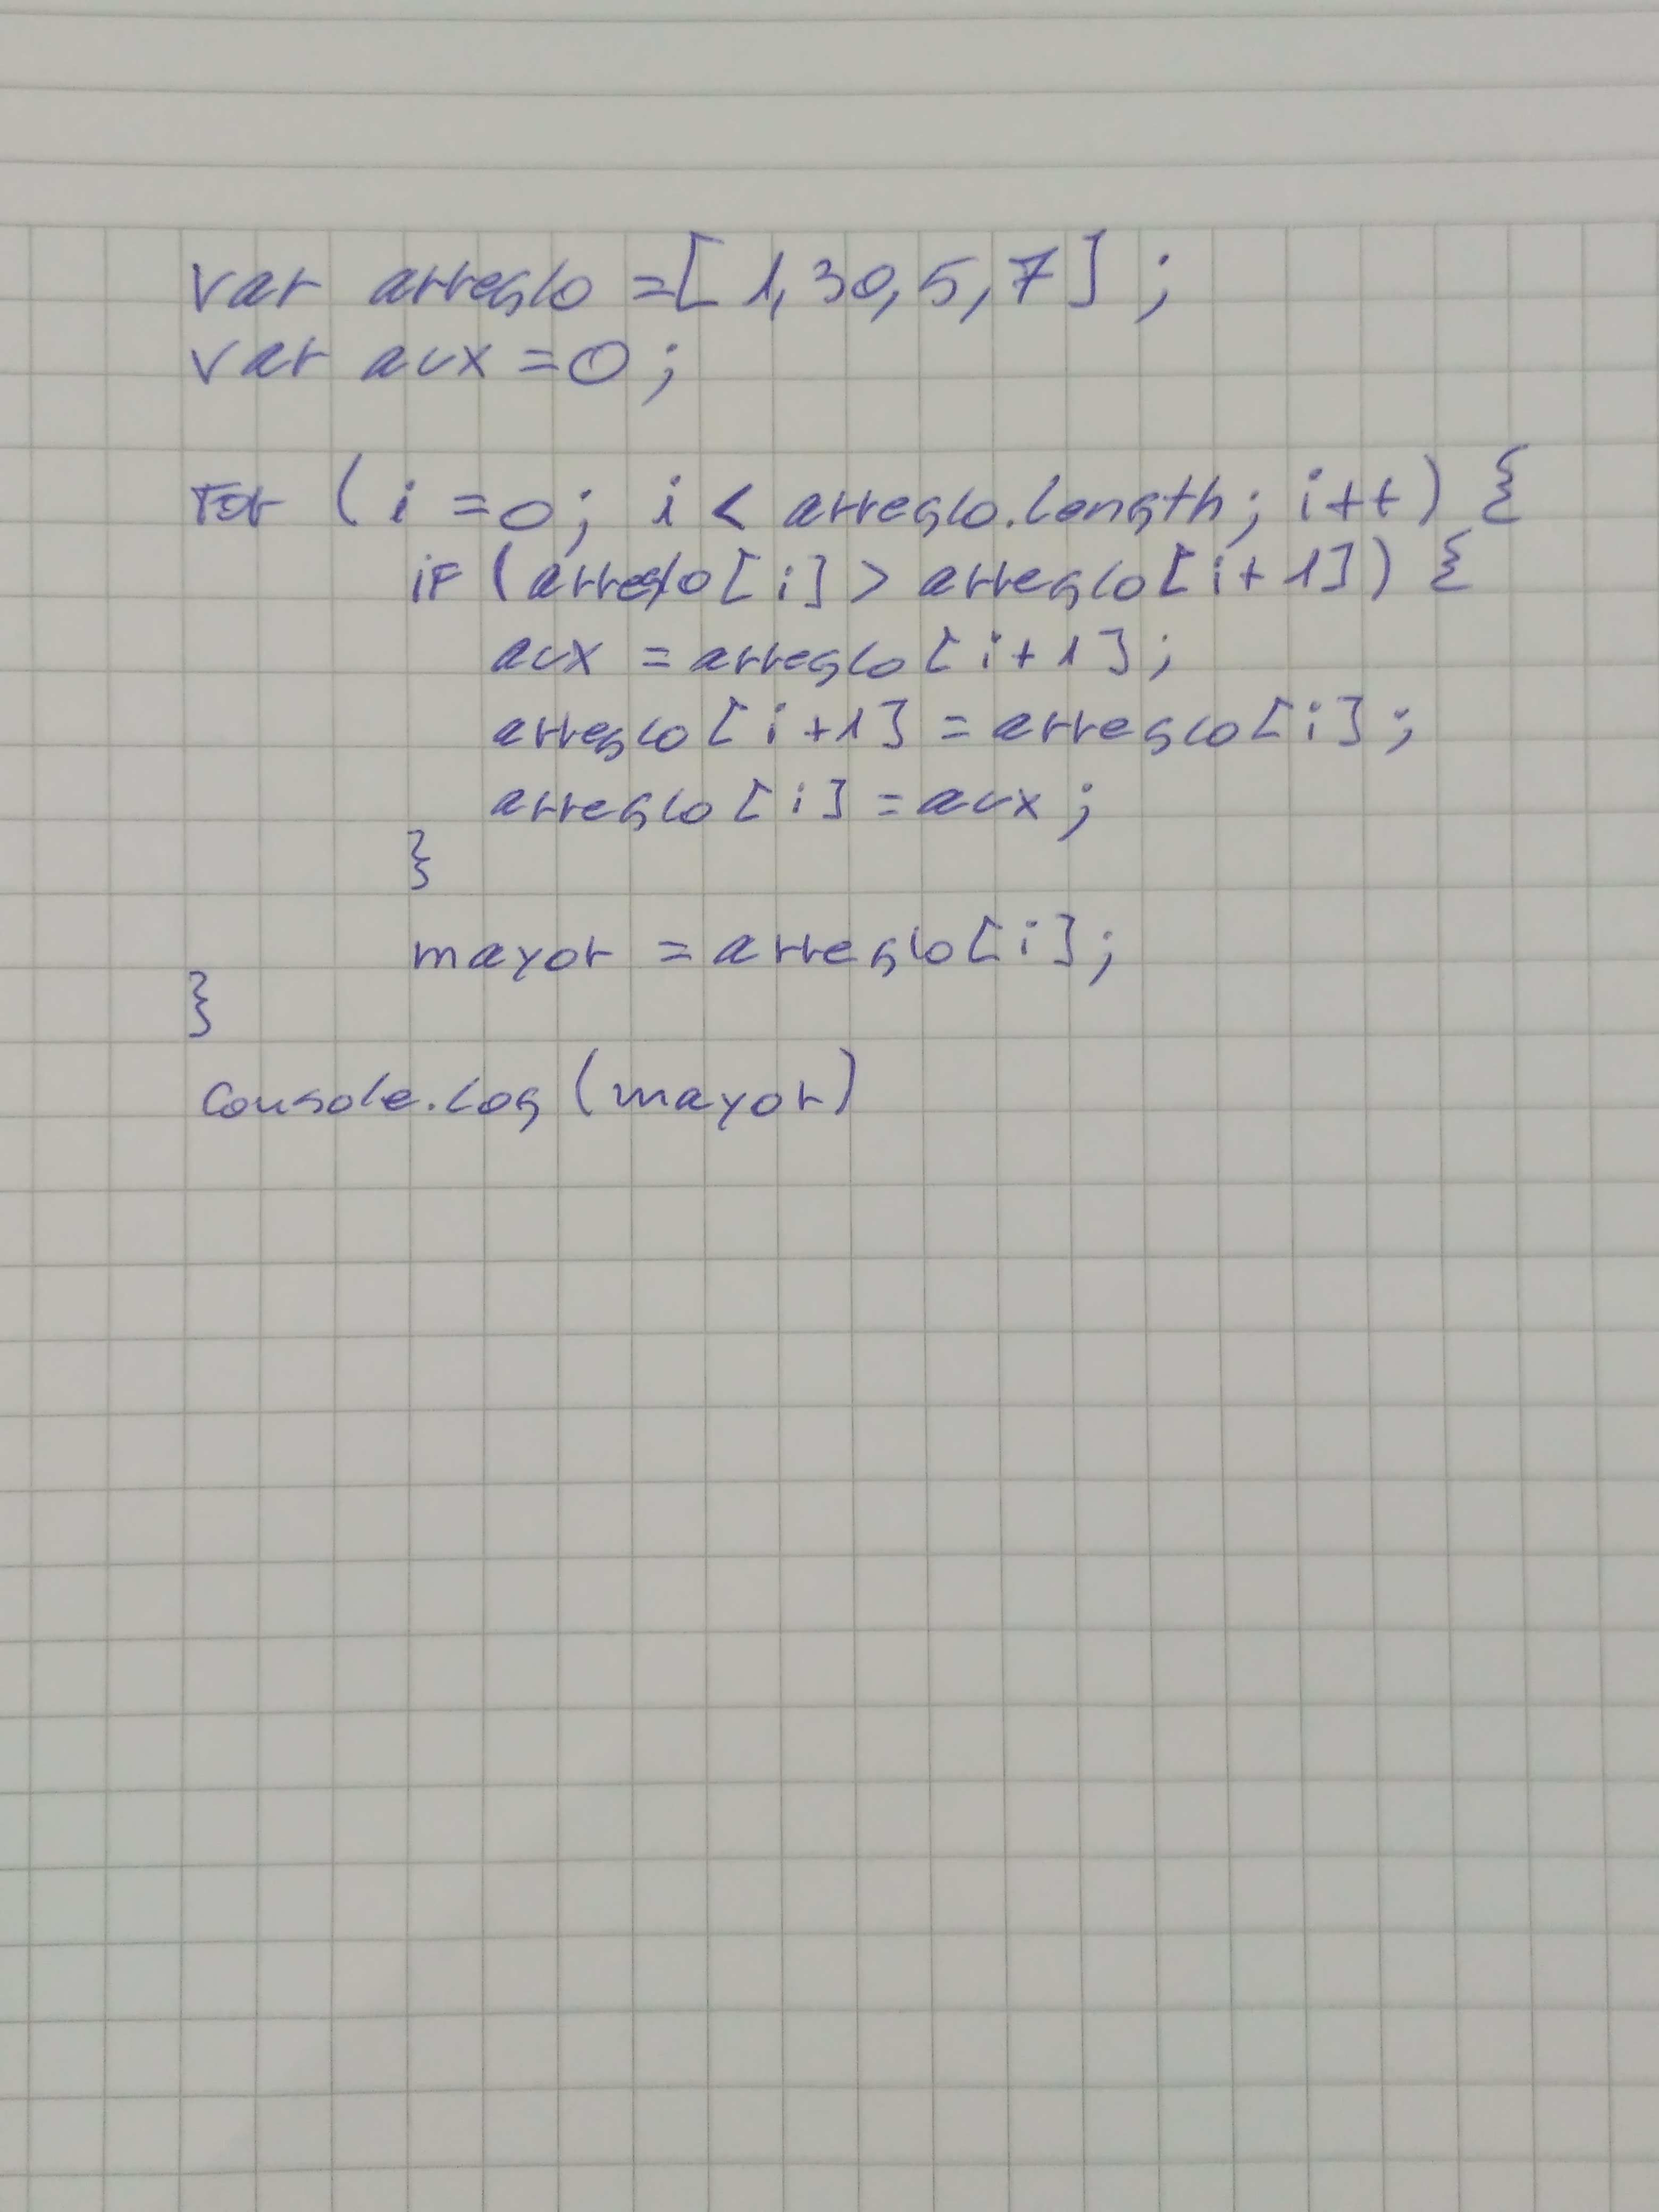 var arreglo = [1, 30, 5, 7] ;
var aux = 0 ;
For ( i = 0; i < arreglo.length; i++) {
if (arreglo[i] > arreglo[i+1]) {
aux = arreglo[i+1] ;
arreglo[i+1] = arreglo[i] ;
arreglo[i] = aux ;
}
mayor = arreglo[i] ;
}
console.log (mayor)